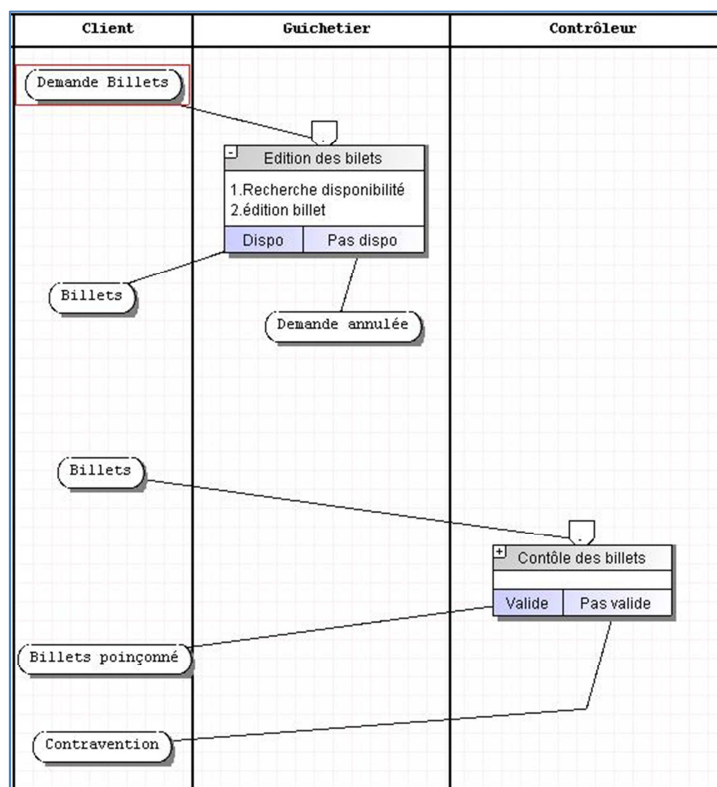 Client Guichetier Contrôleur
Demande Billets
- Edition des bilets
1.Recherche disponibilité
2.édition billet
Dispo Pas dispo
Billets
Demande annulée
Billets
+ Contôle des billets
Valide Pas valide
Billets poinçonné
Contravention